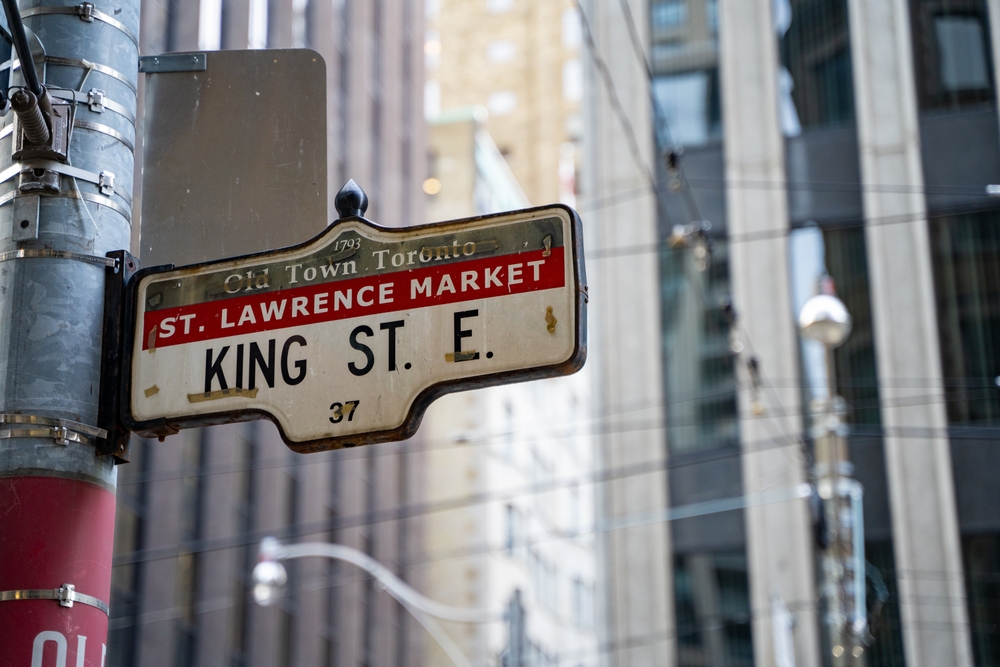 1793
Old Town Toronto
ST. LAWRENCE MARKET
KING ST. E.
37